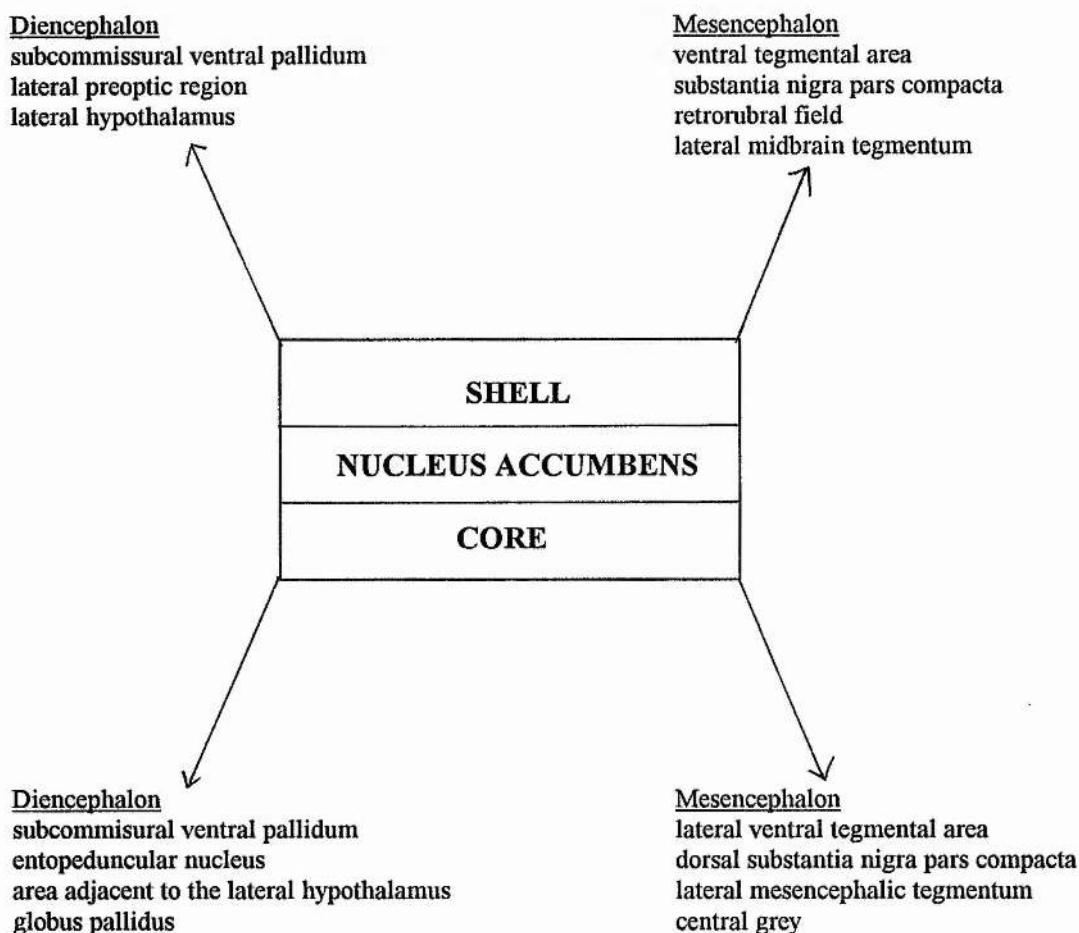 Diencephalon
subcommissural ventral pallidum
lateral preoptic region
lateral hypothalamus
Mesencephalon
ventral tegmental area
substantia nigra pars compacta
retrorubral field
lateral midbrain tegmentum
SHELL
NUCLEUS ACCUMBENS
CORE
Diencephalon
subcommisural ventral pallidum
entopeduncular nucleus
area adjacent to the lateral hypothalamus
globus pallidus
Mesencephalon
lateral ventral tegmental area
dorsal substantia nigra pars compacta
lateral mesencephalic tegmentum
central grey